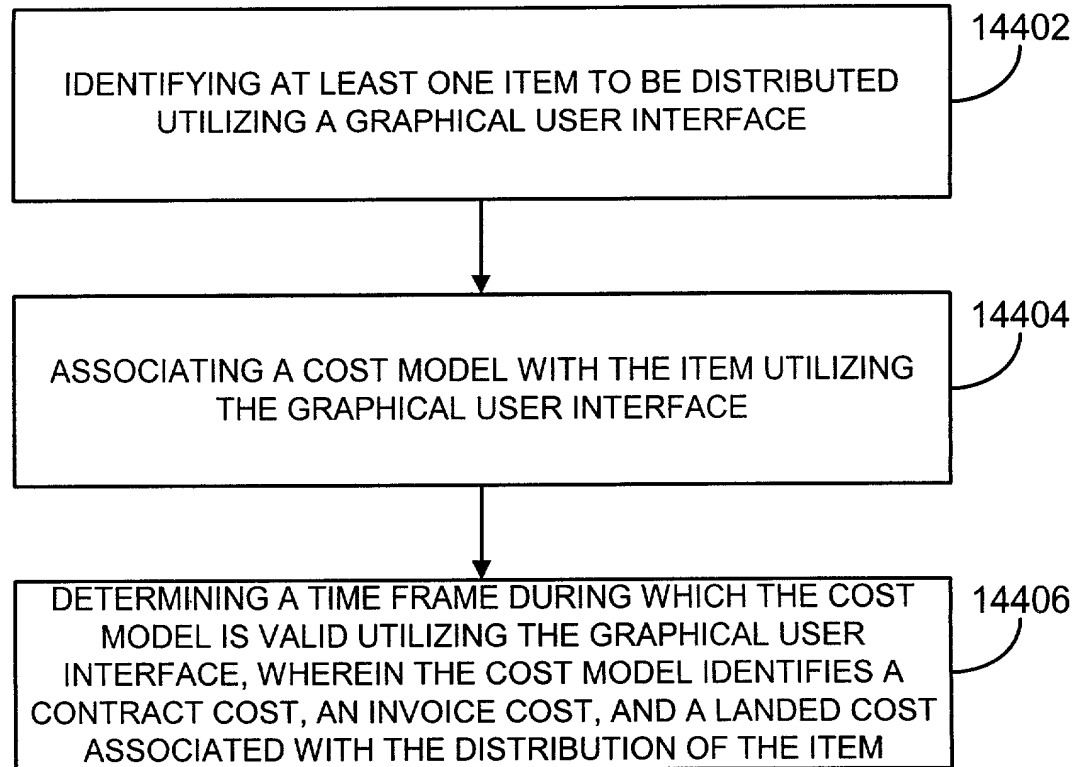 14402
IDENTIFYING AT LEAST ONE ITEM TO BE DISTRIBUTED
UTILIZING A GRAPHICAL USER INTERFACE
14404
ASSOCIATING A COST MODEL WITH THE ITEM UTILIZING
THE GRAPHICAL USER INTERFACE
14406
DETERMINING A TIME FRAME DURING WHICH THE COST
MODEL IS VALID UTILIZING THE GRAPHICAL USER
INTERFACE, WHEREIN THE COST MODEL IDENTIFIES A
CONTRACT COST, AN INVOICE COST, AND A LANDED COST
ASSOCIATED WITH THE DISTRIBUTION OF THE ITEM